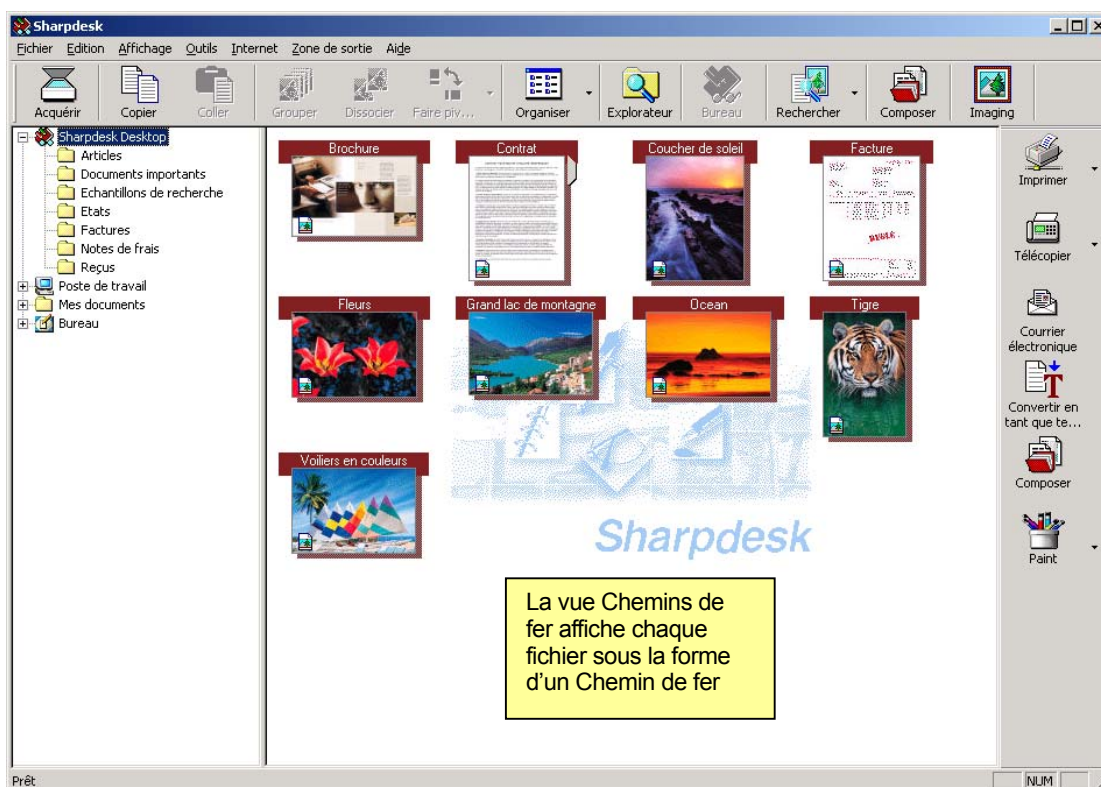 Sharpdesk
Fichier Edition Affichage Outils Internet Zone de sortie Aide
Acquérir Copier Coller Grouper Dissocier Faire piv... Organiser Explorateur Bureau Rechercher Composer Imaging
Sharpdesk Desktop
Articles
Documents importants
Echantillons de recherche
Etats
Factures
Notes de frais
Reçus
Poste de travail
Mes documents
Bureau
Brochure Contrat Coucher de soleil Facture
Fleurs Grand lac de montagne Ocean Tigre
Voiliers en couleurs
Sharpdesk
La vue Chemins de
fer affiche chaque
fichier sous la forme
d’un Chemin de fer
Imprimer
Télécopier
Courrier
électronique
Convertir en
tant que te...
Composer
Paint
Prêt
NUM